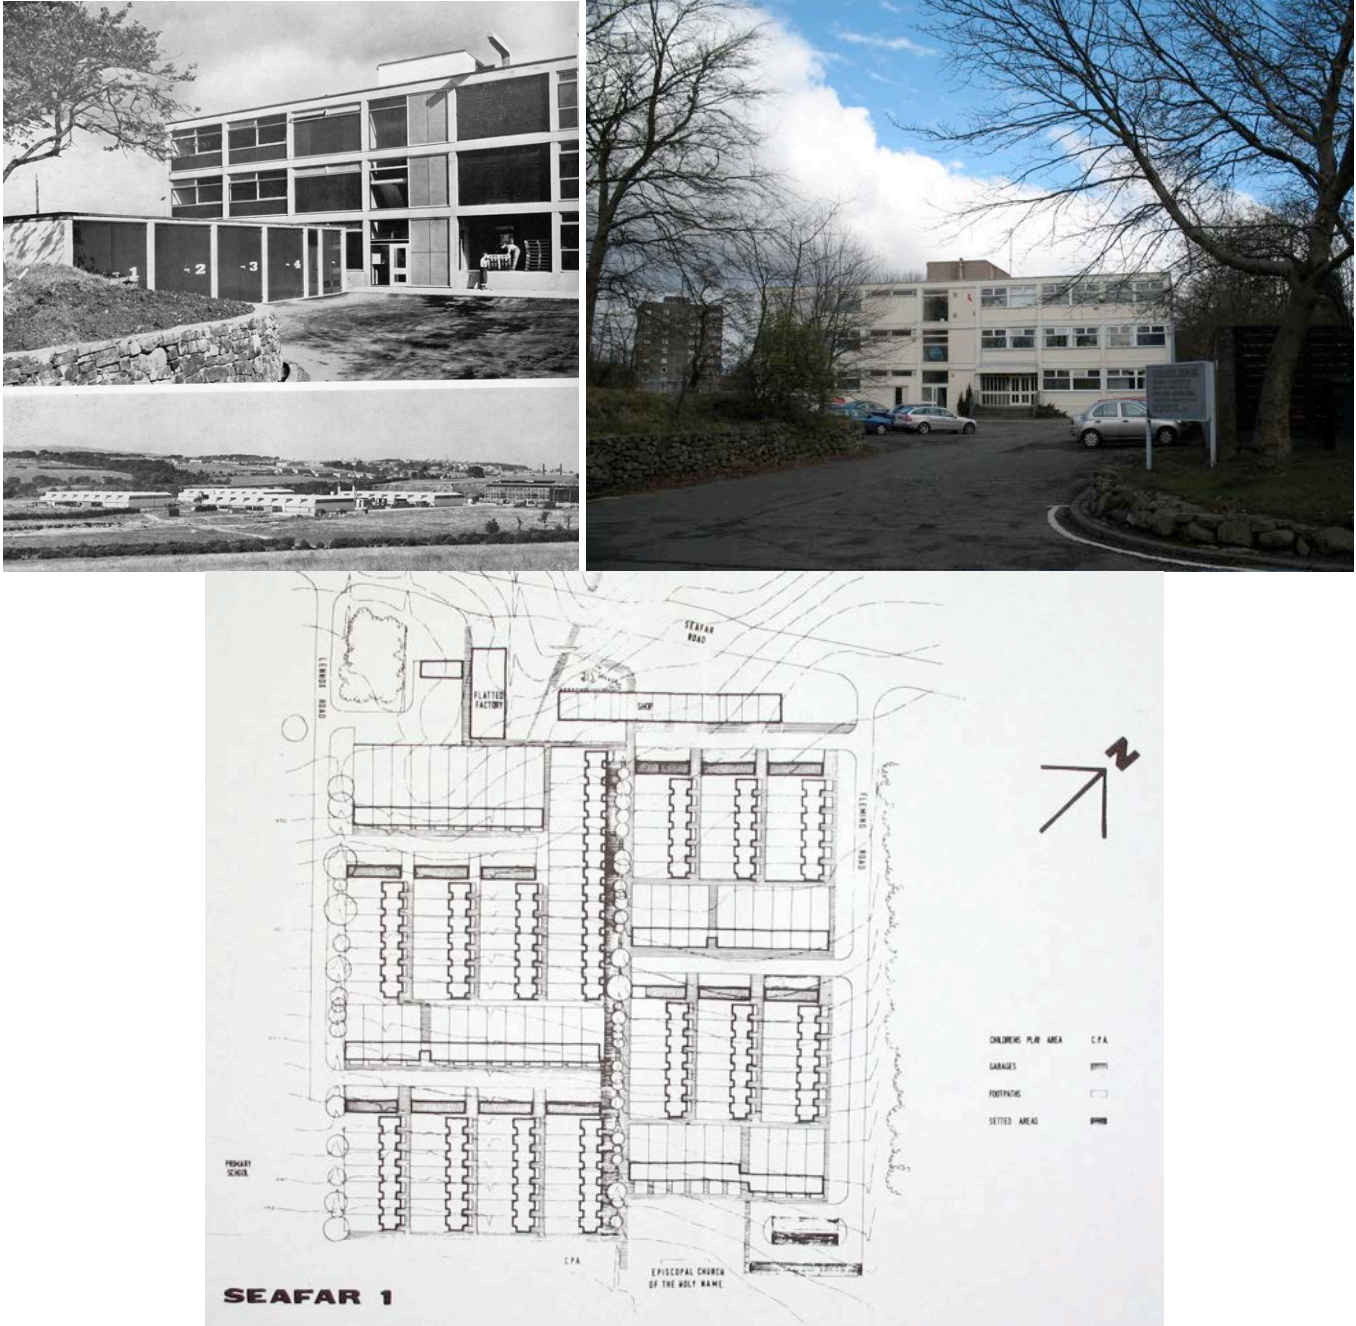 1
2
3
4
SEAFAR
ROAD
LENNOX ROAD
FLATTED
FACTORY
SHOP
N
FLEMING ROAD
CHILDRENS PLAY AREA C.P.A.
GARAGES
FOOTPATHS
SETTED AREAS
PRIMARY
SCHOOL
C.P.A.
EPISCOPAL CHURCH
OF THE HOLY NAME
SEAFAR 1